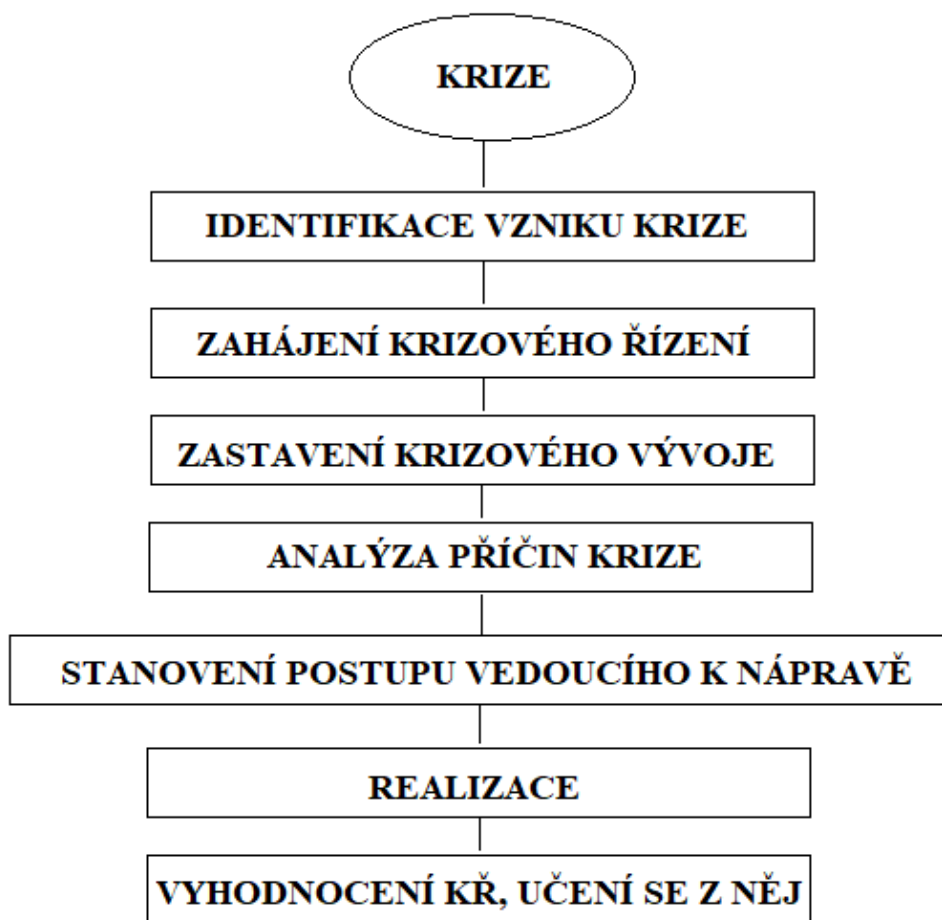 KRIZE
IDENTIFIKACE VZNIKU KRIZE
ZAHÁJENÍ KRIZOVÉHO ŘÍZENÍ
ZASTAVENÍ KRIZOVÉHO VÝVOJE
ANALÝZA PŘÍČIN KRIZE
STANOVENÍ POSTUPU VEDOUCÍHO K NÁPRAVĚ
REALIZACE
VYHODNOCENÍ KŘ, UČENÍ SE Z NĚJ